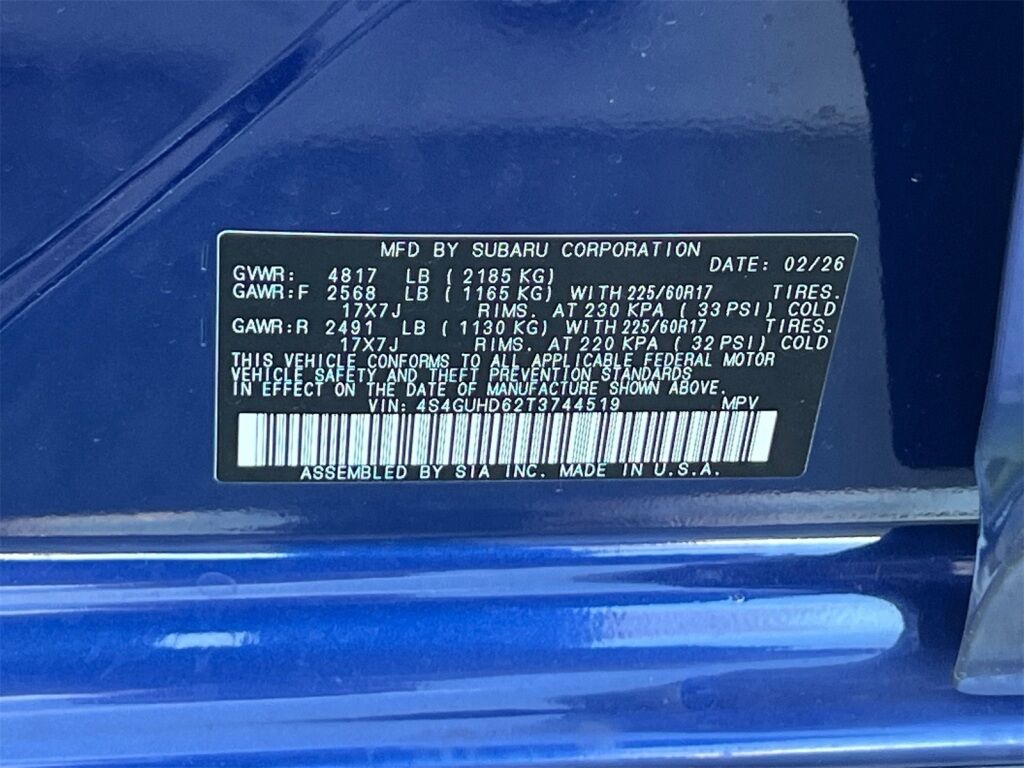 MFD BY SUBARU CORPORATION
DATE: 02/26
GVWR: 4817 LB ( 2185 KG)
GAWR:F 2568 LB ( 1165 KG) WITH 225/60R17 TIRES.
17X7J RIMS. AT 230 KPA ( 33 PSI) COLD
GAWR:R 2491 LB ( 1130 KG) WITH 225/60R17 TIRES.
17X7J RIMS. AT 220 KPA ( 32 PSI) COLD
THIS VEHICLE CONFORMS TO ALL APPLICABLE FEDERAL MOTOR
VEHICLE SAFETY AND THEFT PREVENTION STANDARDS
IN EFFECT ON THE DATE OF MANUFACTURE SHOWN ABOVE.
VIN: 4S4GUHD62T3744519 MPV
ASSEMBLED BY SIA INC. MADE IN U.S.A.